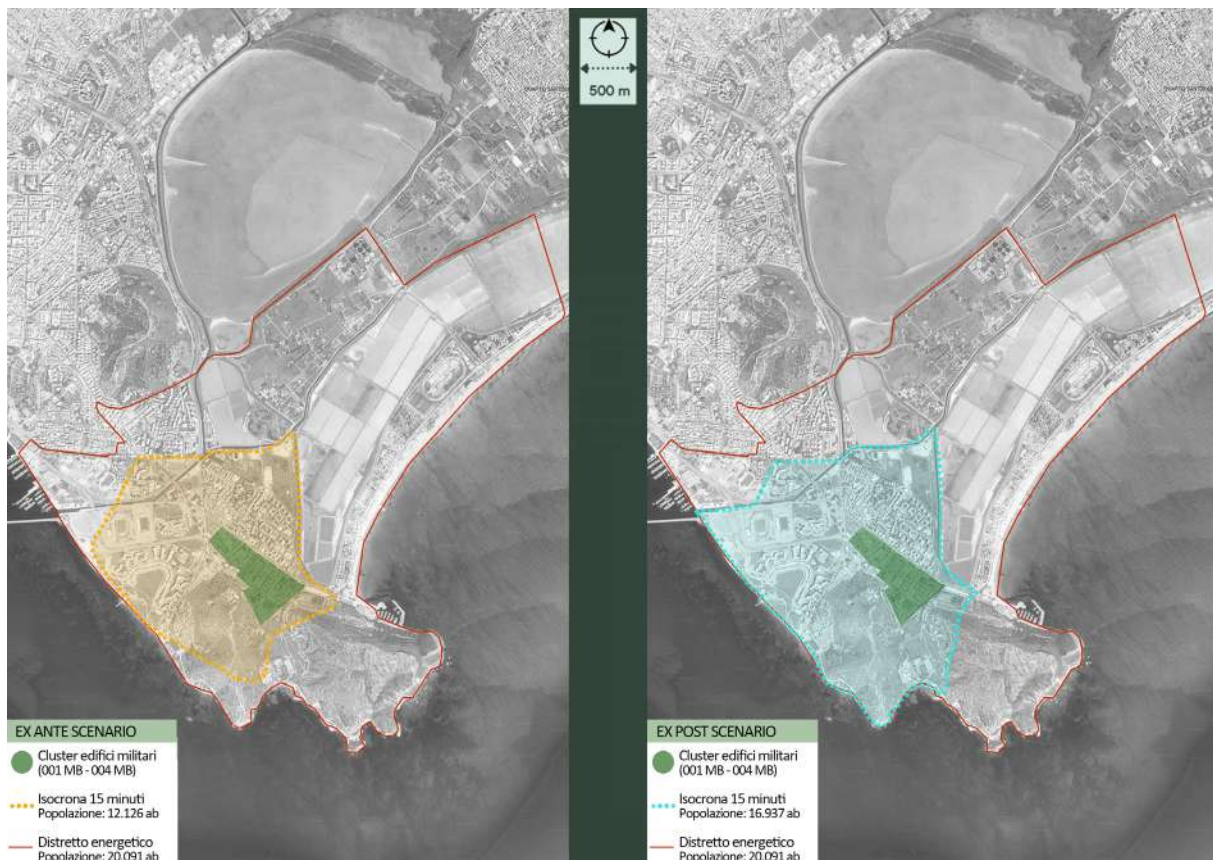 500 m
EX ANTE SCENARIO
Cluster edifici militari
(001 MB - 004 MB)
Isocrona 15 minuti
Popolazione: 12.126 ab
Distretto energetico
Popolazione: 20.091 ab
EX POST SCENARIO
Cluster edifici militari
(001 MB - 004 MB)
Isocrona 15 minuti
Popolazione: 16.937 ab
Distretto energetico
Popolazione: 20.091 ab